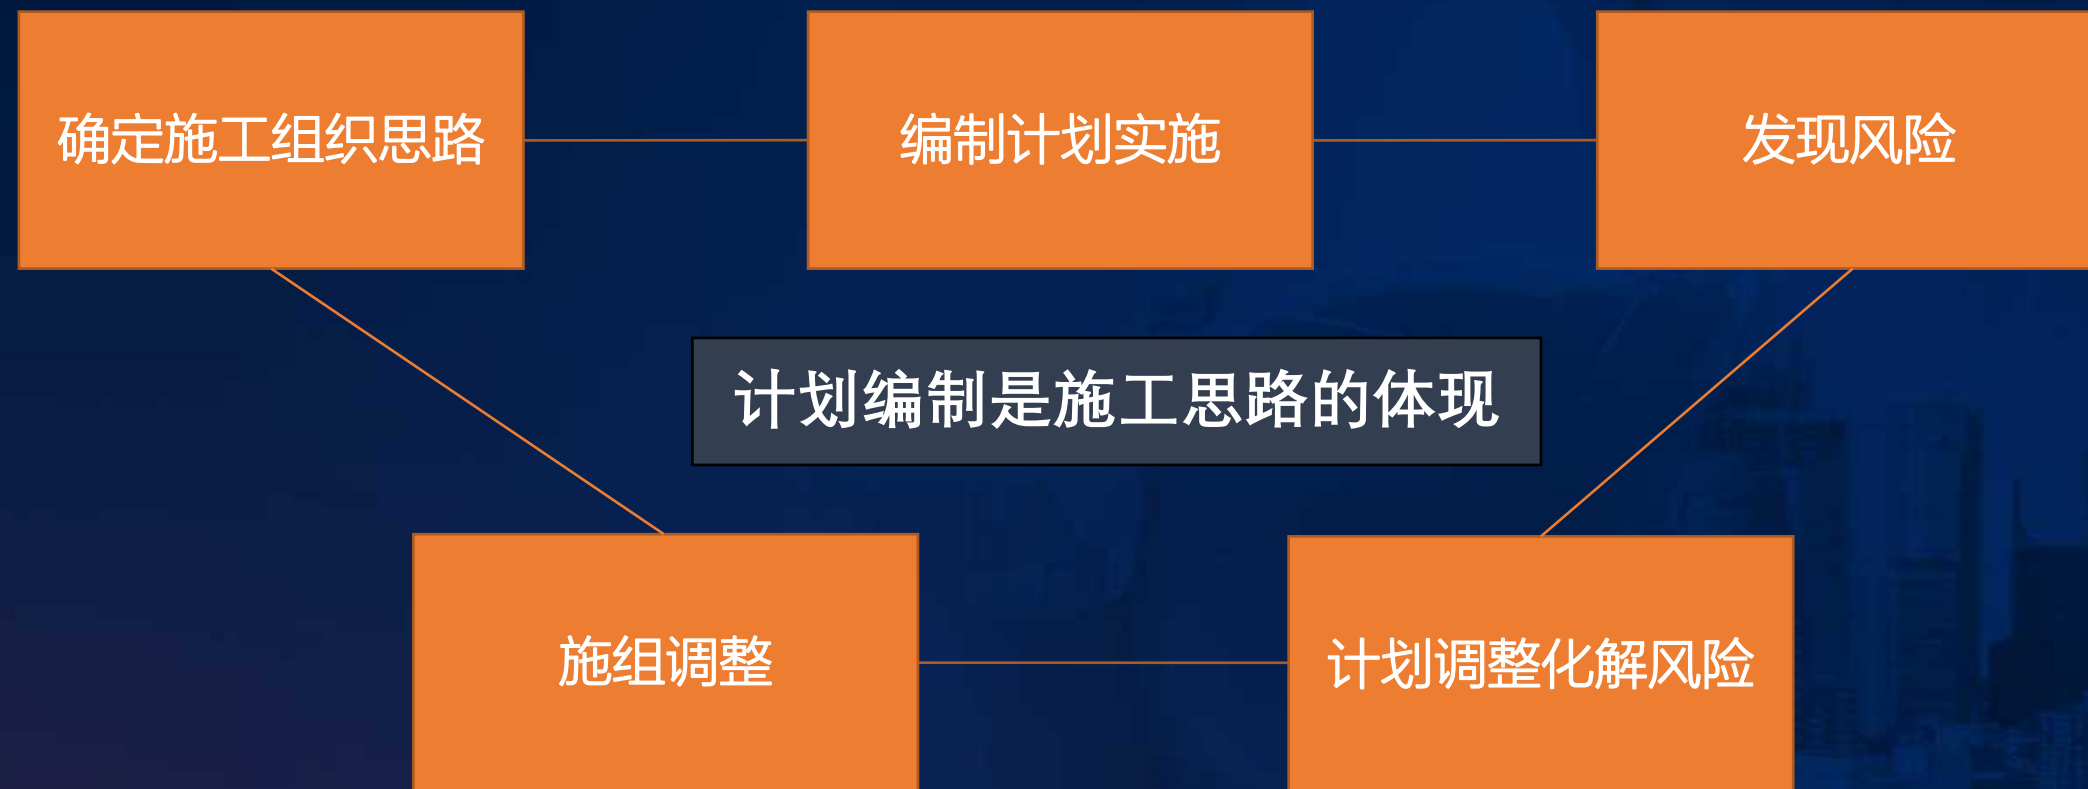 确定施工组织思路
编制计划实施
发现风险
计划编制是施工思路的体现
施组调整
计划调整化解风险